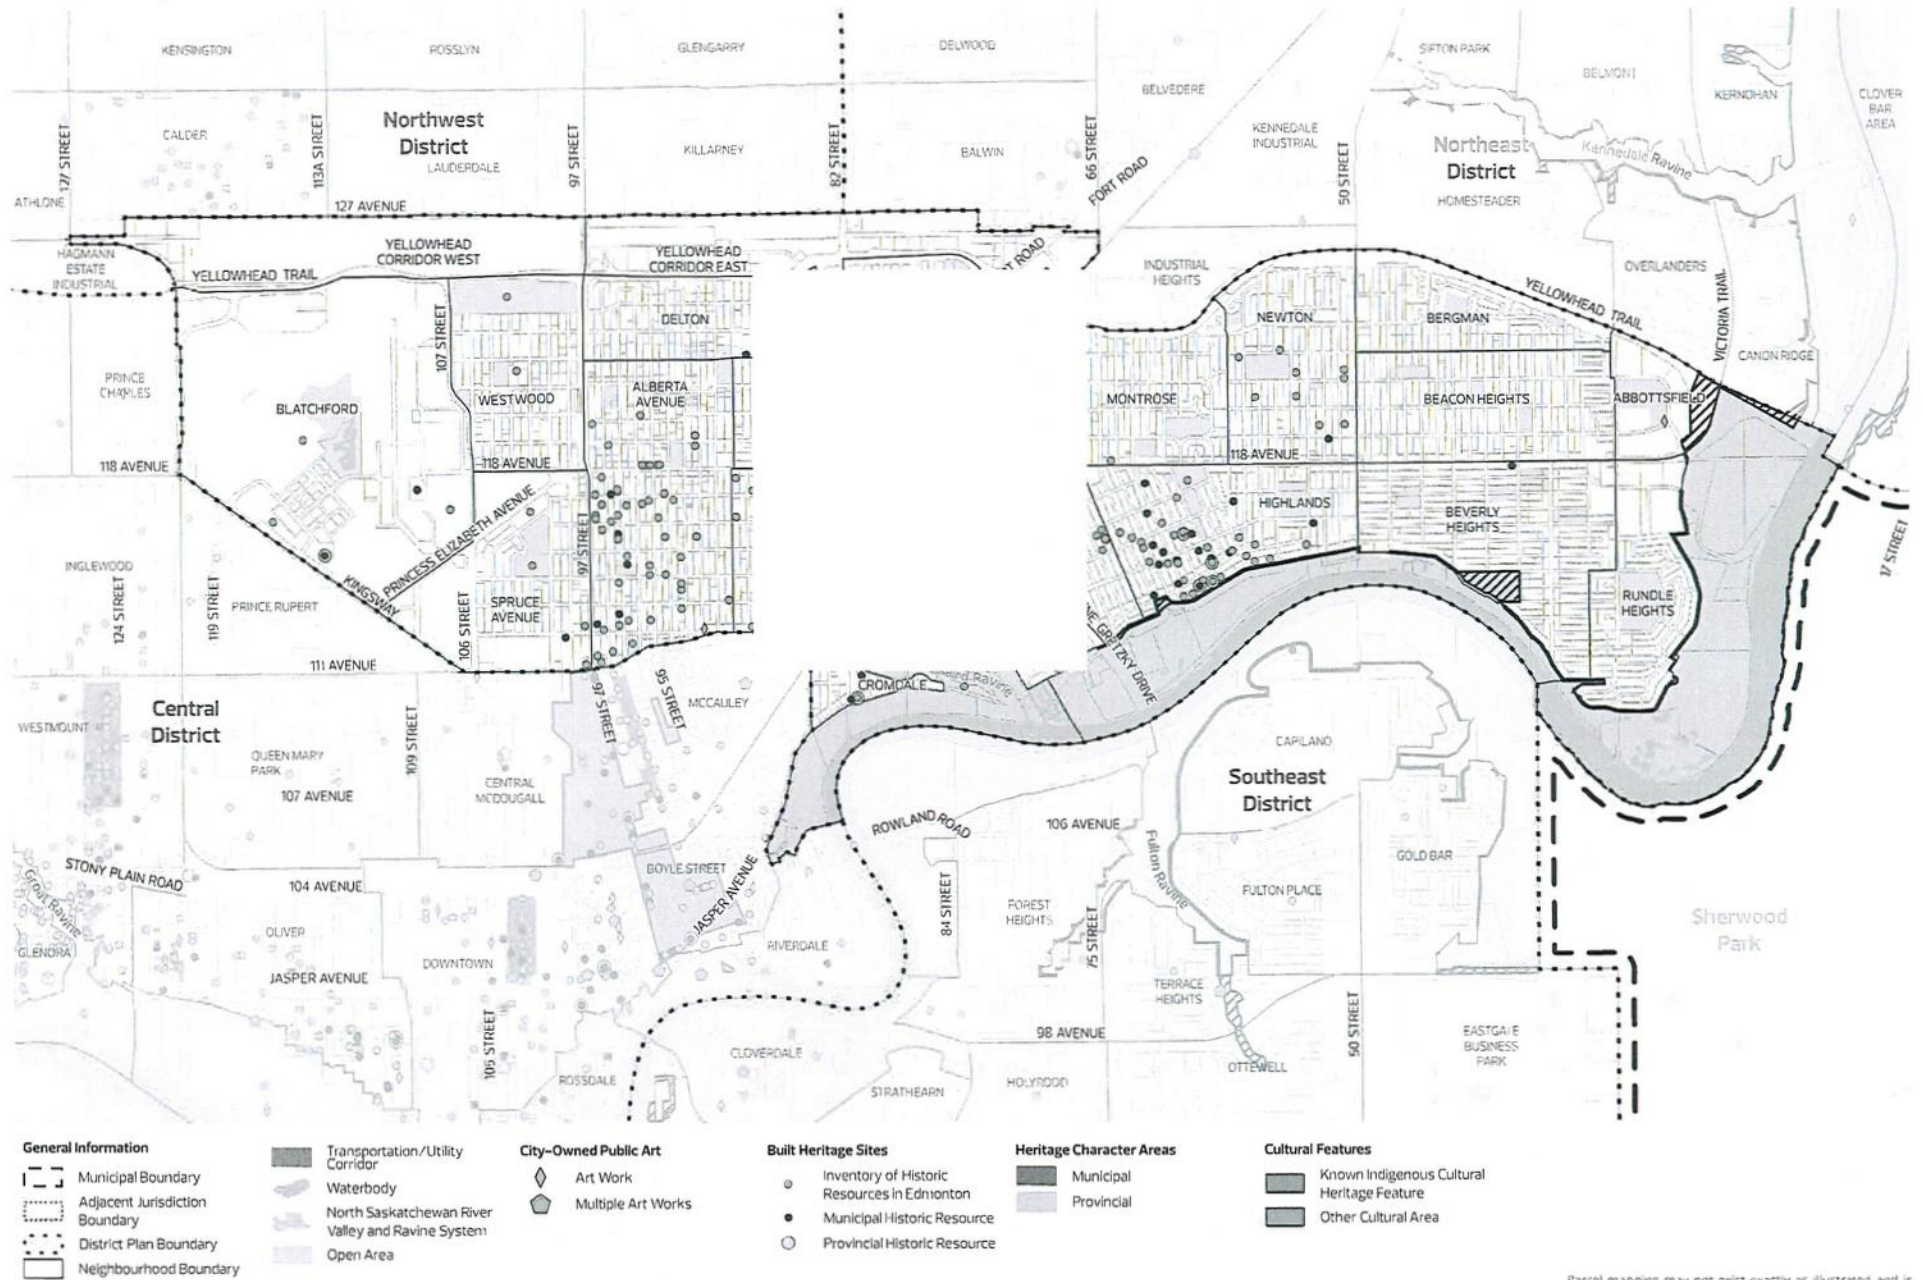 KENSINGTON
ROSSLYN
GLENGARRY
DELWOOD
SIFTON PARK
BELMONT
KERNOHAN
CLOVER
BAR
AREA
BELVEDERE
Northwest
District
CALDER
LAUDERDALE
KILLARNEY
BALWIN
KENNEDALE
INDUSTRIAL
Northeast
District
Kennedale Ravine
HOMESTEADER
127 STREET
113A STREET
97 STREET
82 STREET
66 STREET
FORT ROAD
50 STREET
ATHLONE
127 AVENUE
HAGMANN
ESTATE
INDUSTRIAL
YELLOWHEAD TRAIL
YELLOWHEAD
CORRIDOR WEST
YELLOWHEAD
CORRIDOR EAST
ROAD
INDUSTRIAL
HEIGHTS
OVERLANDERS
YELLOWHEAD TRAIL
VICTORIA TRAIL
CANON RIDGE
107 STREET
DELTON
NEWTON
BERGMAN
PRINCE
CHARLES
BLATCHFORD
WESTWOOD
ALBERTA
AVENUE
MONTROSE
BEACON HEIGHTS
ABBOTTSFIELD
118 AVENUE
118 AVENUE
118 AVENUE
HIGHLANDS
BEVERLY
HEIGHTS
17 STREET
PRINCESS ELIZABETH AVENUE
97 STREET
KINGSWAY
INGLEWOOD
124 STREET
119 STREET
PRINCE RUPERT
106 STREET
SPRUCE
AVENUE
RUNDLE
HEIGHTS
GRETZKY DRIVE
111 AVENUE
Central
District
WESTMOUNT
97 STREET
95 STREET
MCCAULEY
CROMDALE
Ravine
QUEEN MARY
PARK
109 STREET
CENTRAL
MCDOUGALL
107 AVENUE
CAPILANO
Southeast
District
ROWLAND ROAD
106 AVENUE
Fulton Ravine
GOLD BAR
STONY PLAIN ROAD
104 AVENUE
BOYLE STREET
JASPER AVENUE
84 STREET
FOREST
HEIGHTS
75 STREET
FULTON PLACE
Sherwood
Park
Groat Ravine
GLENORA
OLIVER
DOWNTOWN
RIVERDALE
JASPER AVENUE
TERRACE
HEIGHTS
105 STREET
98 AVENUE
50 STREET
EASTGATE
BUSINESS
PARK
ROSSDALE
CLOVERDALE
STRATHEARN
HOLYROOD
OTTEWELL
General Information
Municipal Boundary
Adjacent Jurisdiction
Boundary
District Plan Boundary
Neighbourhood Boundary
Transportation/Utility
Corridor
Waterbody
North Saskatchewan River
Valley and Ravine System
Open Area
City-Owned Public Art
Art Work
Multiple Art Works
Built Heritage Sites
Inventory of Historic
Resources in Edmonton
Municipal Historic Resource
Provincial Historic Resource
Heritage Character Areas
Municipal
Provincial
Cultural Features
Known Indigenous Cultural
Heritage Feature
Other Cultural Area